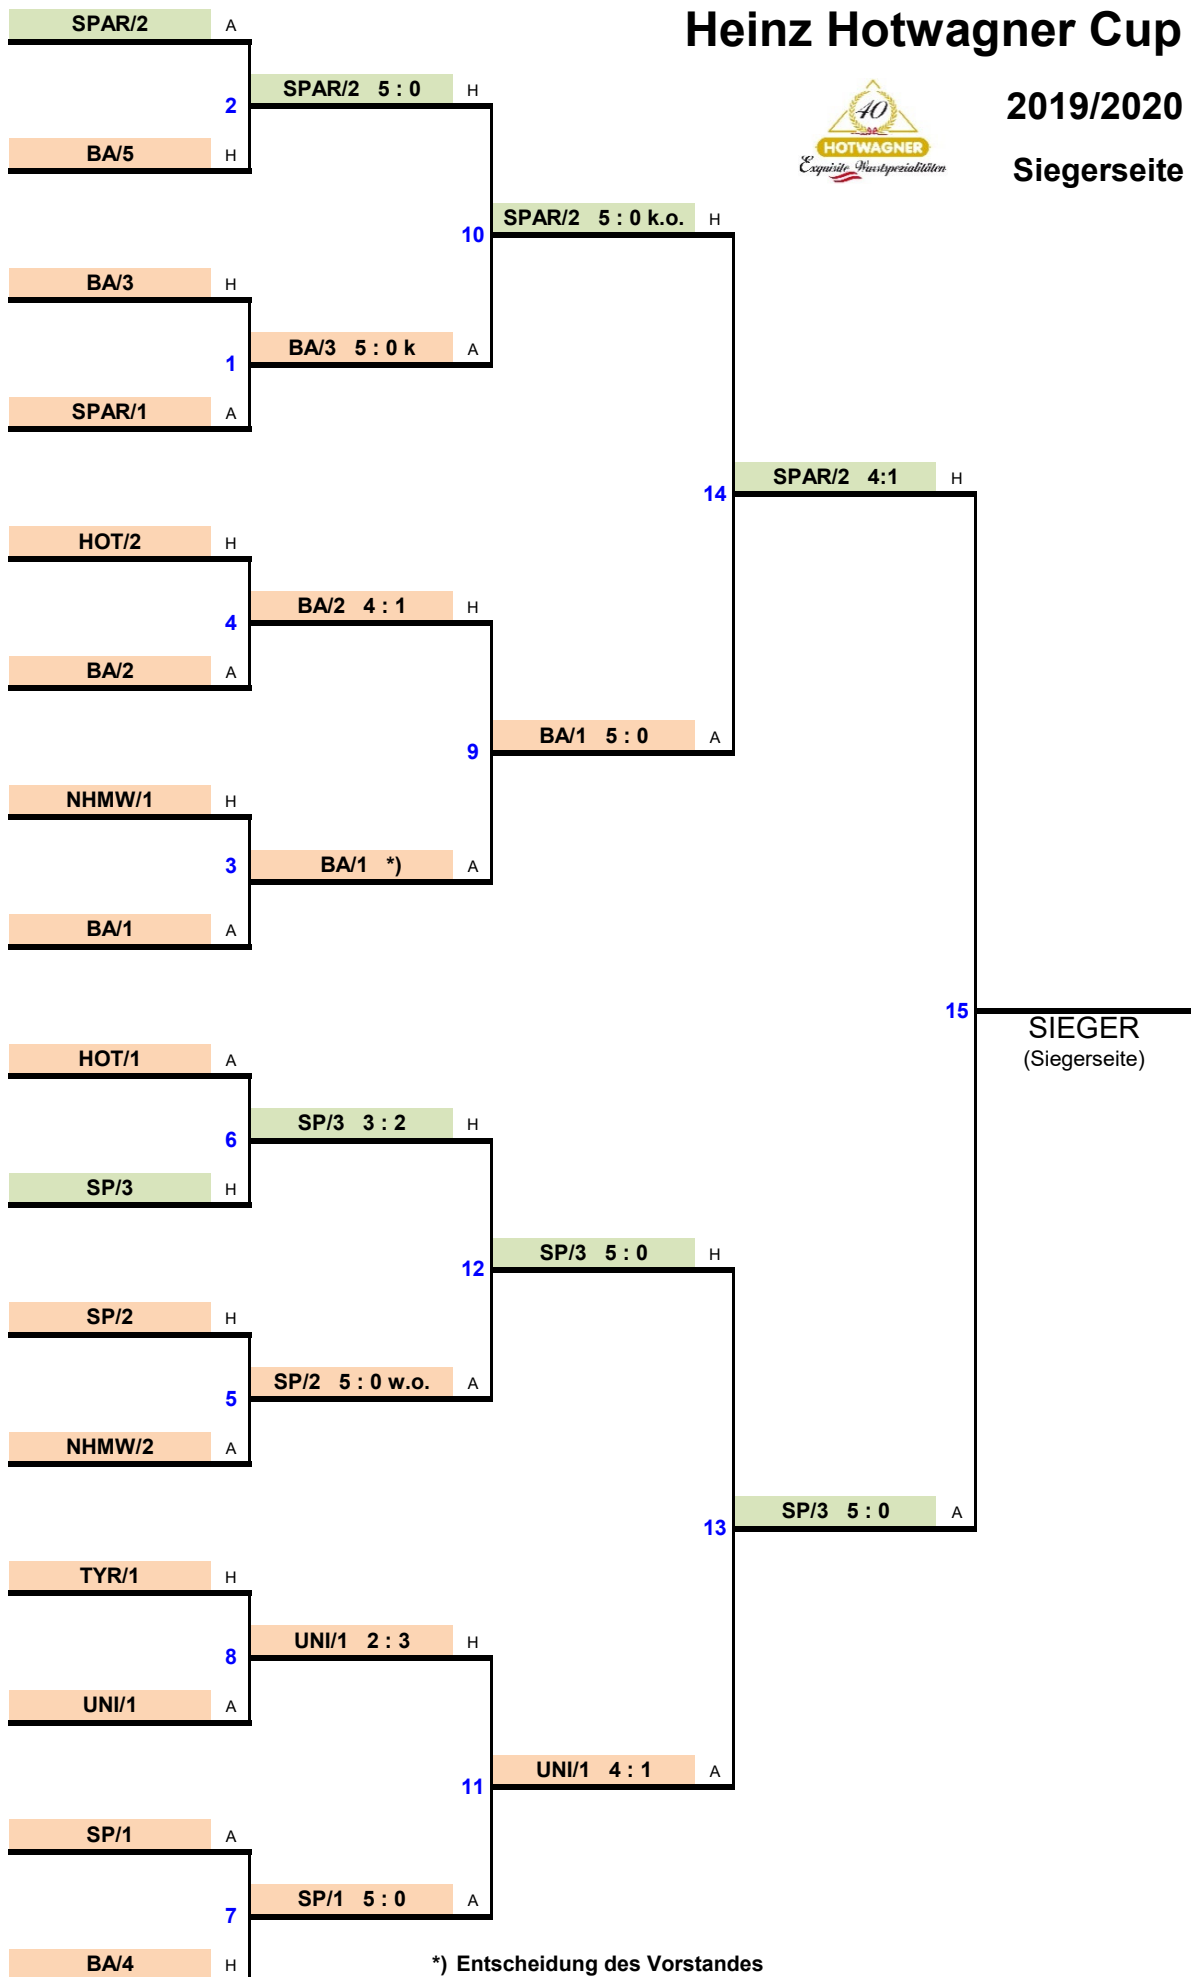 Heinz Hotwagner Cup
2019/2020
Siegerseite
40
HOTWAGNER
Exquisite Wurstspezialitäten
SPAR/2 A
2 SPAR/2 5 : 0 H
BA/5 H
10 SPAR/2 5 : 0 k.o. H
BA/3 H
1 BA/3 5 : 0 k A
SPAR/1 A
14 SPAR/2 4:1 H
HOT/2 H
4 BA/2 4 : 1 H
BA/2 A
9 BA/1 5 : 0 A
NHMW/1 H
3 BA/1 *) A
BA/1 A
15
SIEGER
(Siegerseite)
HOT/1 A
6 SP/3 3 : 2 H
SP/3 H
12 SP/3 5 : 0 H
SP/2 H
5 SP/2 5 : 0 w.o. A
NHMW/2 A
13 SP/3 5 : 0 A
TYR/1 H
8 UNI/1 2 : 3 H
UNI/1 A
11 UNI/1 4 : 1 A
SP/1 A
7 SP/1 5 : 0 A
BA/4 H
*) Entscheidung des Vorstandes